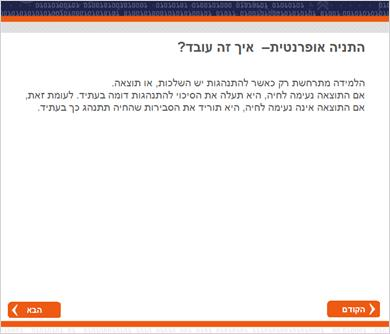 התניה אופרנטית– איך זה עובד?
הלמידה מתרחשת רק כאשר להתנהגות יש השלכות, או תוצאה.
אם התוצאה נעימה לחיה, היא תעלה את הסיכוי להתנהגות דומה בעתיד. לעומת זאת,
אם התוצאה אינה נעימה לחיה, היא תוריד את הסבירות שהחיה תתנהג כך בעתיד.
הקודם
הבא